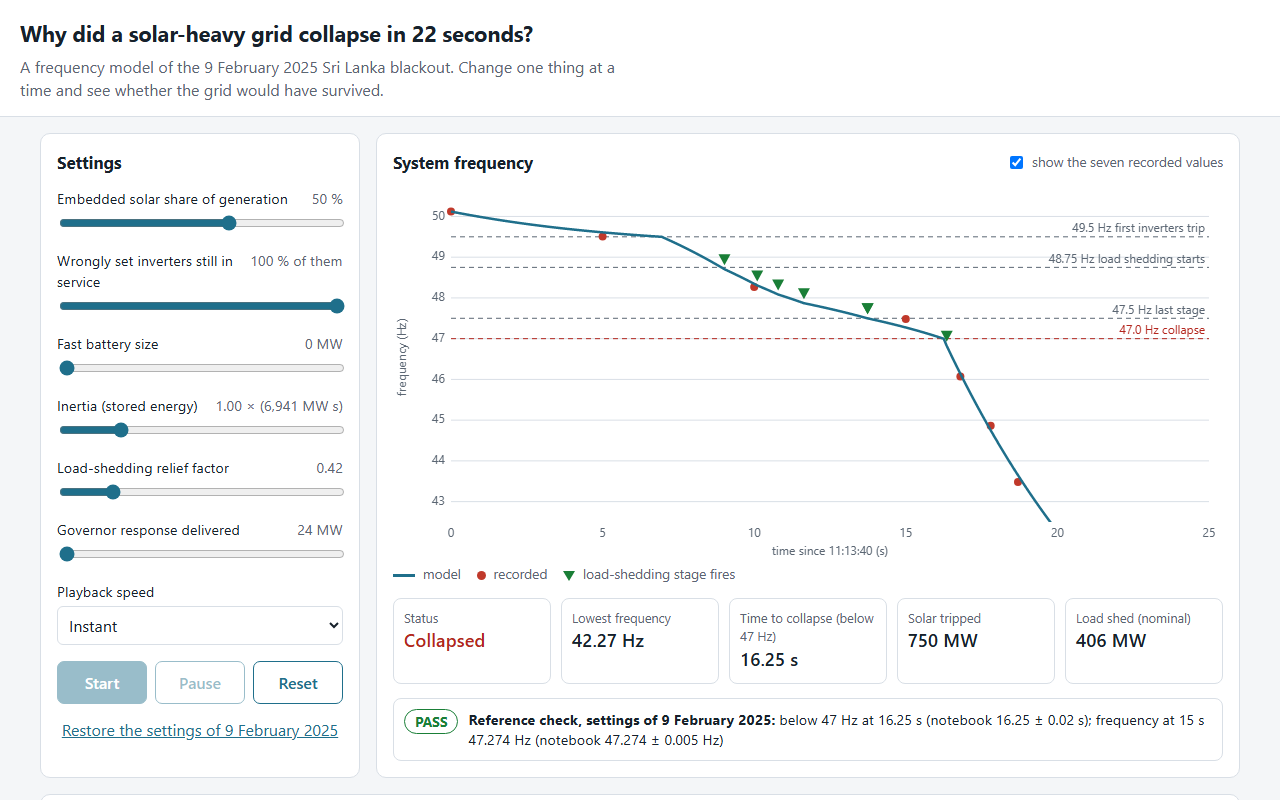 Why did a solar-heavy grid collapse in 22 seconds?
A frequency model of the 9 February 2025 Sri Lanka blackout. Change one thing at a
time and see whether the grid would have survived.
Settings
Embedded solar share of generation 50 %
Wrongly set inverters still in 100 % of them
service
Fast battery size 0 MW
Inertia (stored energy) 1.00 × (6,941 MW s)
Load-shedding relief factor 0.42
Governor response delivered 24 MW
Playback speed
Instant
Start Pause Reset
Restore the settings of 9 February 2025
System frequency
show the seven recorded values
frequency (Hz)
50
49
48
47
46
45
44
43
49.5 Hz first inverters trip
48.75 Hz load shedding starts
47.5 Hz last stage
47.0 Hz collapse
0 5 10 15 20 25
time since 11:13:40 (s)
model recorded load-shedding stage fires
Status
Collapsed
Lowest frequency
42.27 Hz
Time to collapse (below
47 Hz)
16.25 s
Solar tripped
750 MW
Load shed (nominal)
406 MW
PASS
Reference check, settings of 9 February 2025: below 47 Hz at 16.25 s (notebook 16.25 ± 0.02 s); frequency at 15 s
47.274 Hz (notebook 47.274 ± 0.005 Hz)